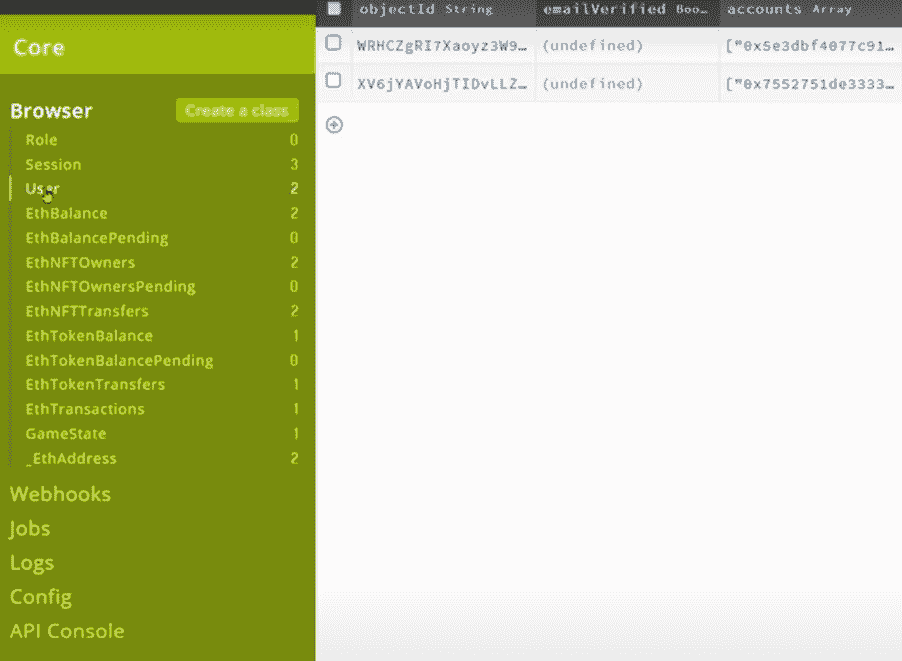 Core
Browser Create a class
Role 0
Session 3
User 2
EthBalance 2
EthBalancePending 0
EthNFTOwners 2
EthNFTOwnersPending 0
EthNFTTransfers 2
EthTokenBalance 1
EthTokenBalancePending 0
EthTokenTransfers 1
EthTransactions 1
GameState 1
_EthAddress 2
Webhooks
Jobs
Logs
Config
API Console
objectId String emailVerified Boo… accounts Array
WRHCZgRI7Xaoyz3W9… (undefined) ["0x5e3dbf4077c91…
XV6jYAVoHjTIDvLLZ… (undefined) ["0x7552751de3333…